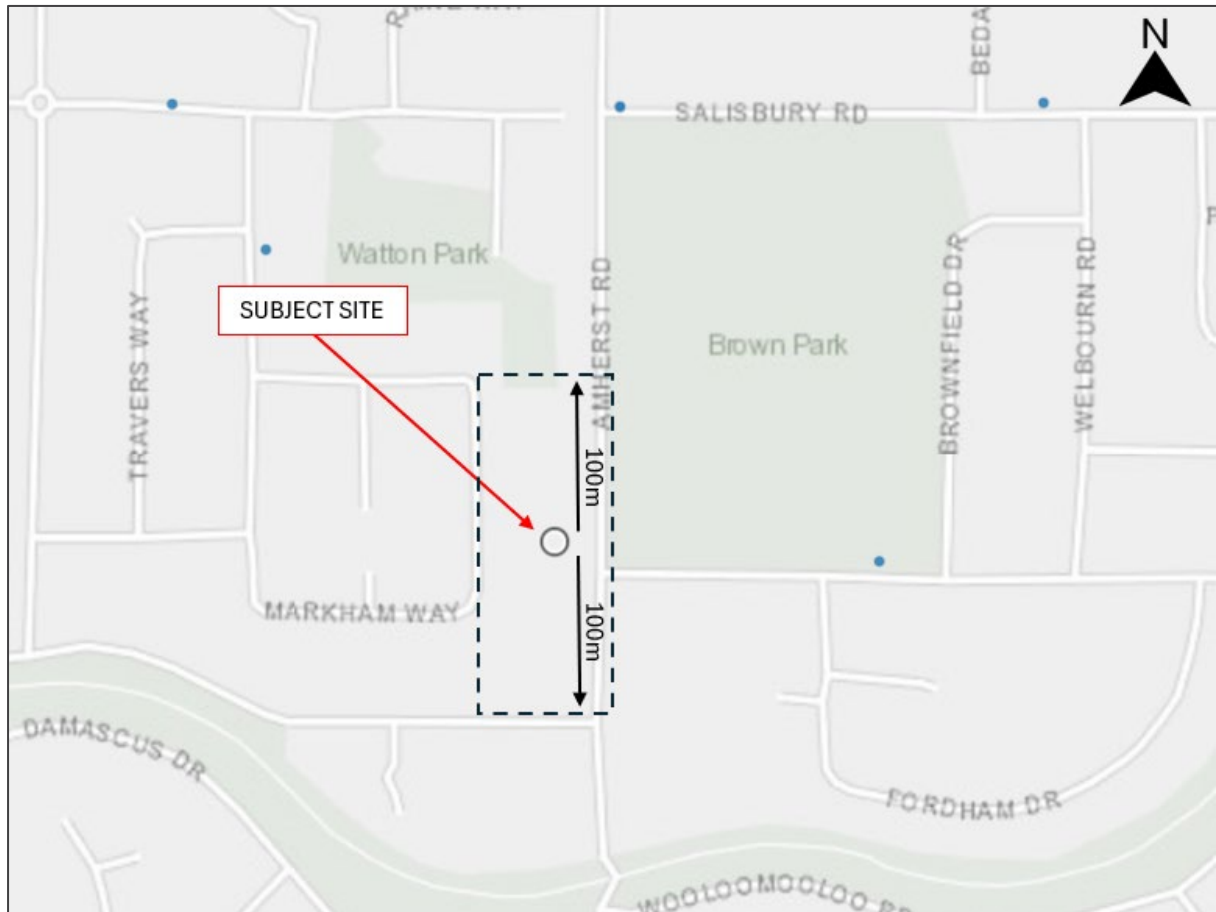 N
BEDA
SALISBURY RD
Watton Park
SUBJECT SITE
AMHERST RD
TRAVERS WAY
Brown Park
BROWNFIELD DR
WELBOURN RD
100m
100m
MARKHAM WAY
DAMASCUS DR
FORDHAM DR